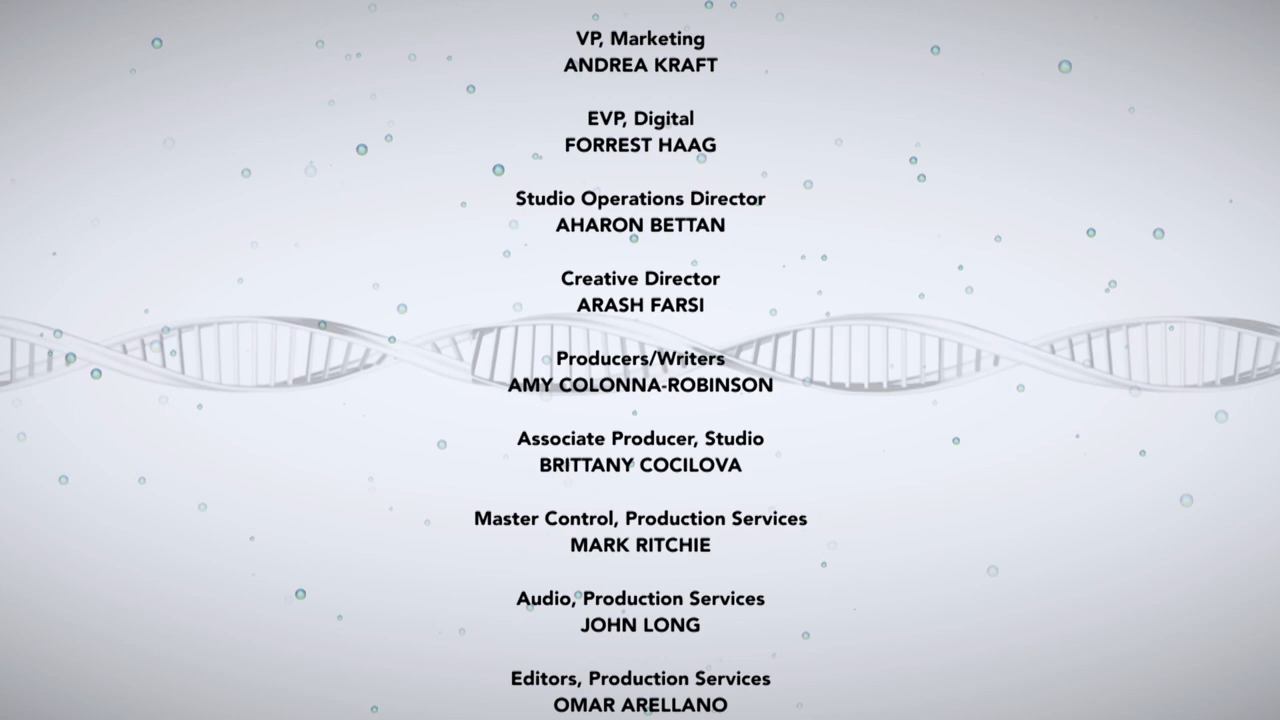 VP, Marketing
ANDREA KRAFT
EVP, Digital
FORREST HAAG
Studio Operations Director
AHARON BETTAN
Creative Director
ARASH FARSI
Producers/Writers
AMY COLONNA-ROBINSON
Associate Producer, Studio
BRITTANY COCILOVA
Master Control, Production Services
MARK RITCHIE
Audio, Production Services
JOHN LONG
Editors, Production Services
OMAR ARELLANO